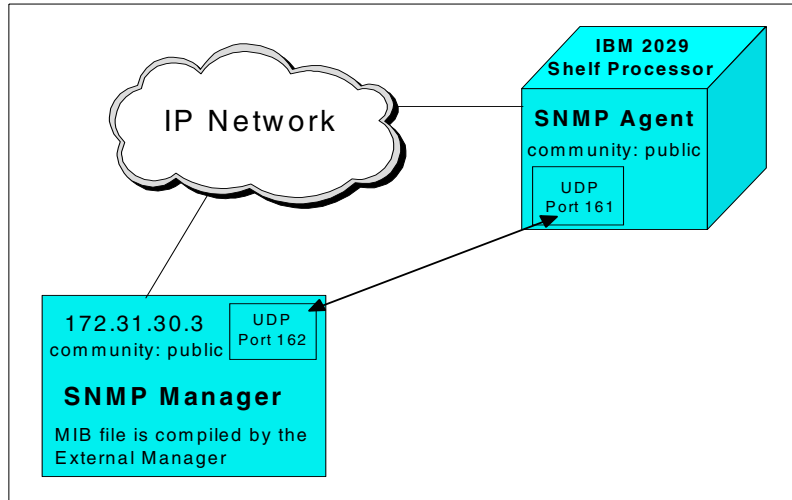 IBM 2029
Shelf Processor
IP Network
SNMP Agent
community: public
UDP
Port 161
172.31.30.3
community: public
UDP
Port 162
SNMP Manager
MIB file is compiled by the
External Manager